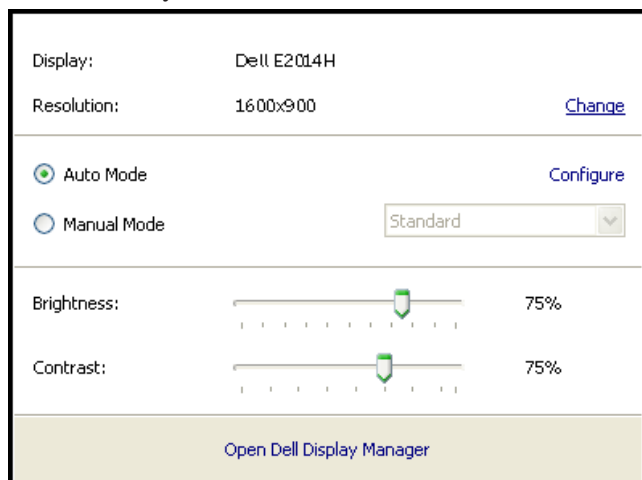 Display: Dell E2014H
Resolution: 1600x900 Change
Auto Mode Configure
Manual Mode Standard
Brightness: 75%
Contrast: 75%
Open Dell Display Manager